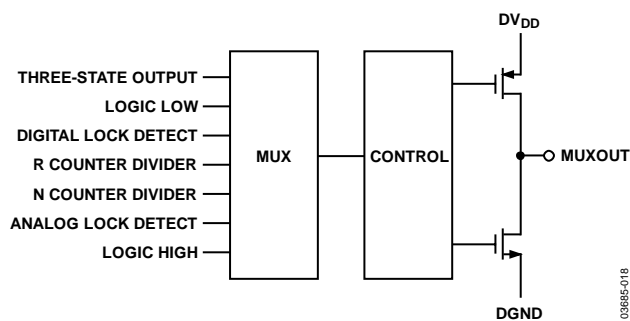 DVDD
THREE-STATE OUTPUT
LOGIC LOW
DIGITAL LOCK DETECT
R COUNTER DIVIDER
N COUNTER DIVIDER
ANALOG LOCK DETECT
LOGIC HIGH
MUX
CONTROL
MUXOUT
DGND
03685-018